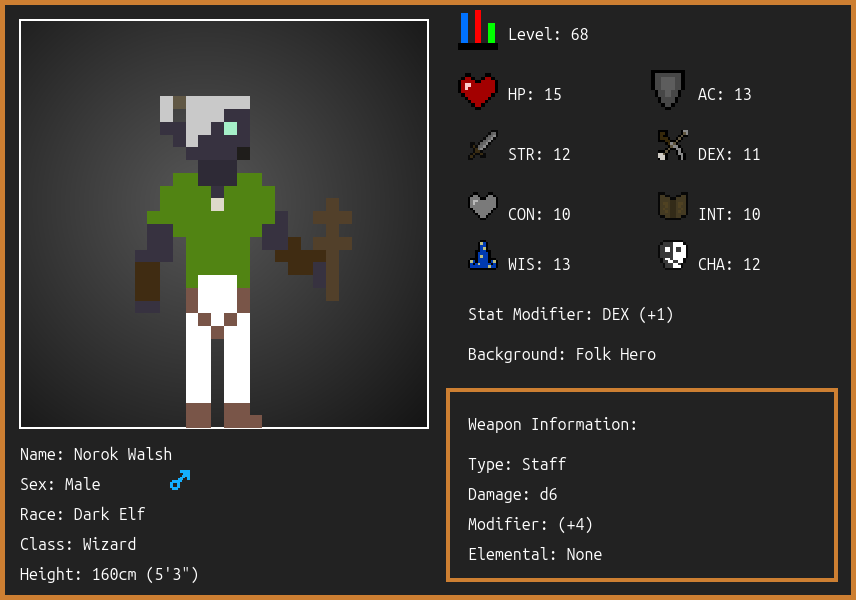 Level: 68
HP: 15
AC: 13
STR: 12
DEX: 11
CON: 10
INT: 10
WIS: 13
CHA: 12
Stat Modifier: DEX (+1)
Background: Folk Hero
Weapon Information:
Type: Staff
Damage: d6
Modifier: (+4)
Elemental: None
Name: Norok Walsh
Sex: Male
Race: Dark Elf
Class: Wizard
Height: 160cm (5'3")